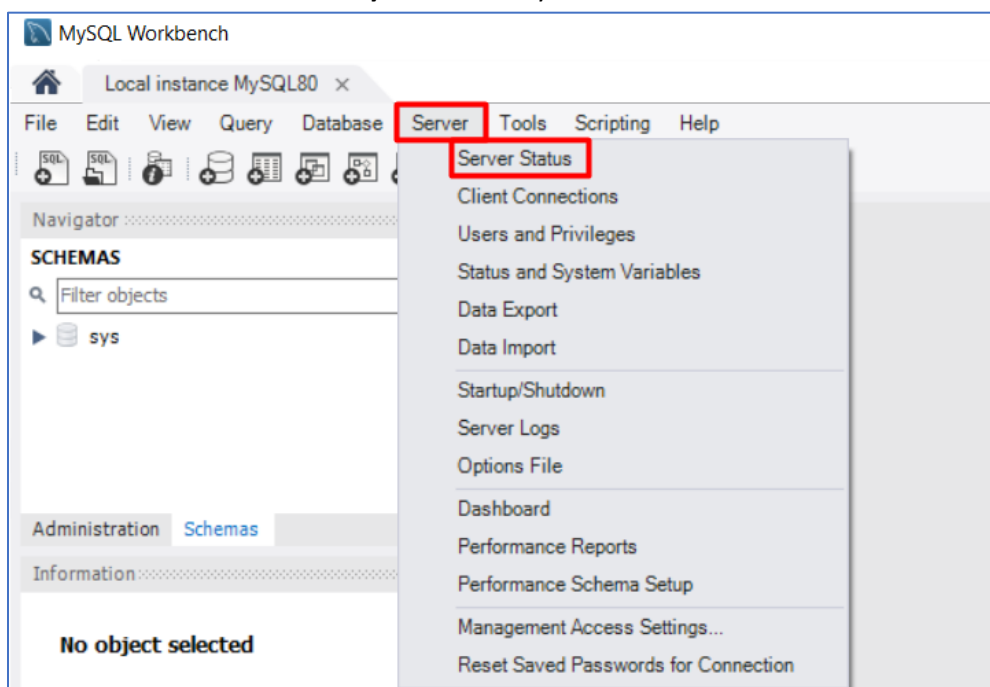 MySQL Workbench
Local instance MySQL80 ×
File Edit View Query Database Server Tools Scripting Help
SQL SQL
Navigator
SCHEMAS
Filter objects
sys
Administration Schemas
Information
No object selected
Server Status
Client Connections
Users and Privileges
Status and System Variables
Data Export
Data Import
Startup/Shutdown
Server Logs
Options File
Dashboard
Performance Reports
Performance Schema Setup
Management Access Settings...
Reset Saved Passwords for Connection